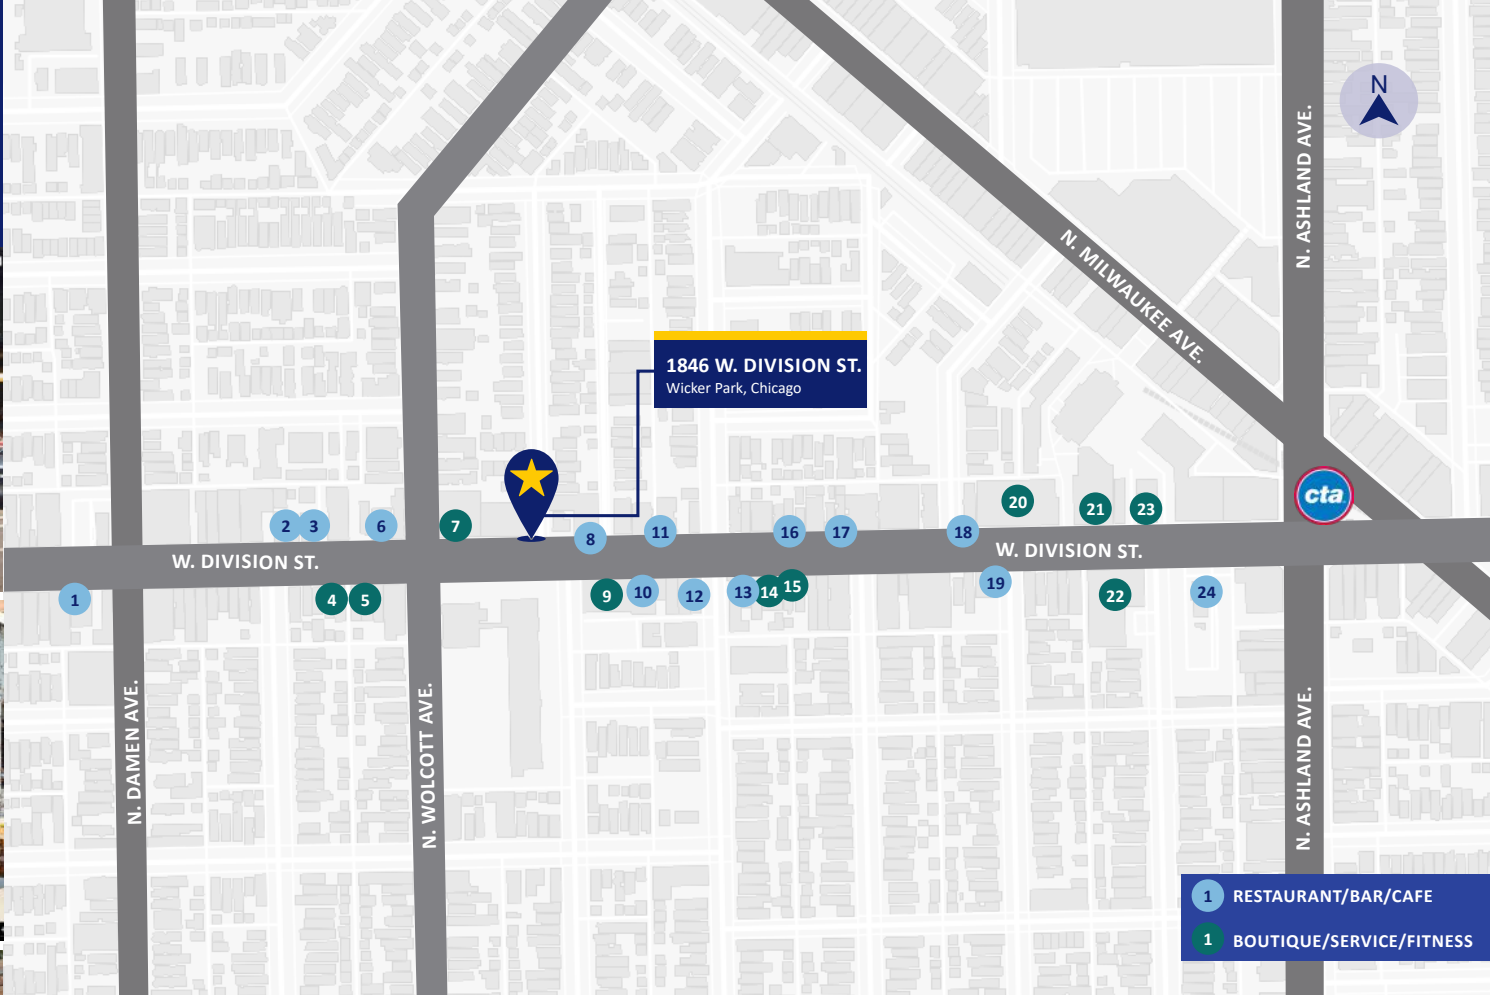 N
N. ASHLAND AVE.
N. MILWAUKEE AVE.
1846 W. DIVISION ST.
Wicker Park, Chicago
cta
20
21
23
2
3
6
7
8
11
16
17
18
W. DIVISION ST.
W. DIVISION ST.
1
4
5
9
10
12
13
14
15
19
22
24
N. DAMEN AVE.
N. WOLCOTT AVE.
N. ASHLAND AVE.
1 RESTAURANT/BAR/CAFE
1 BOUTIQUE/SERVICE/FITNESS